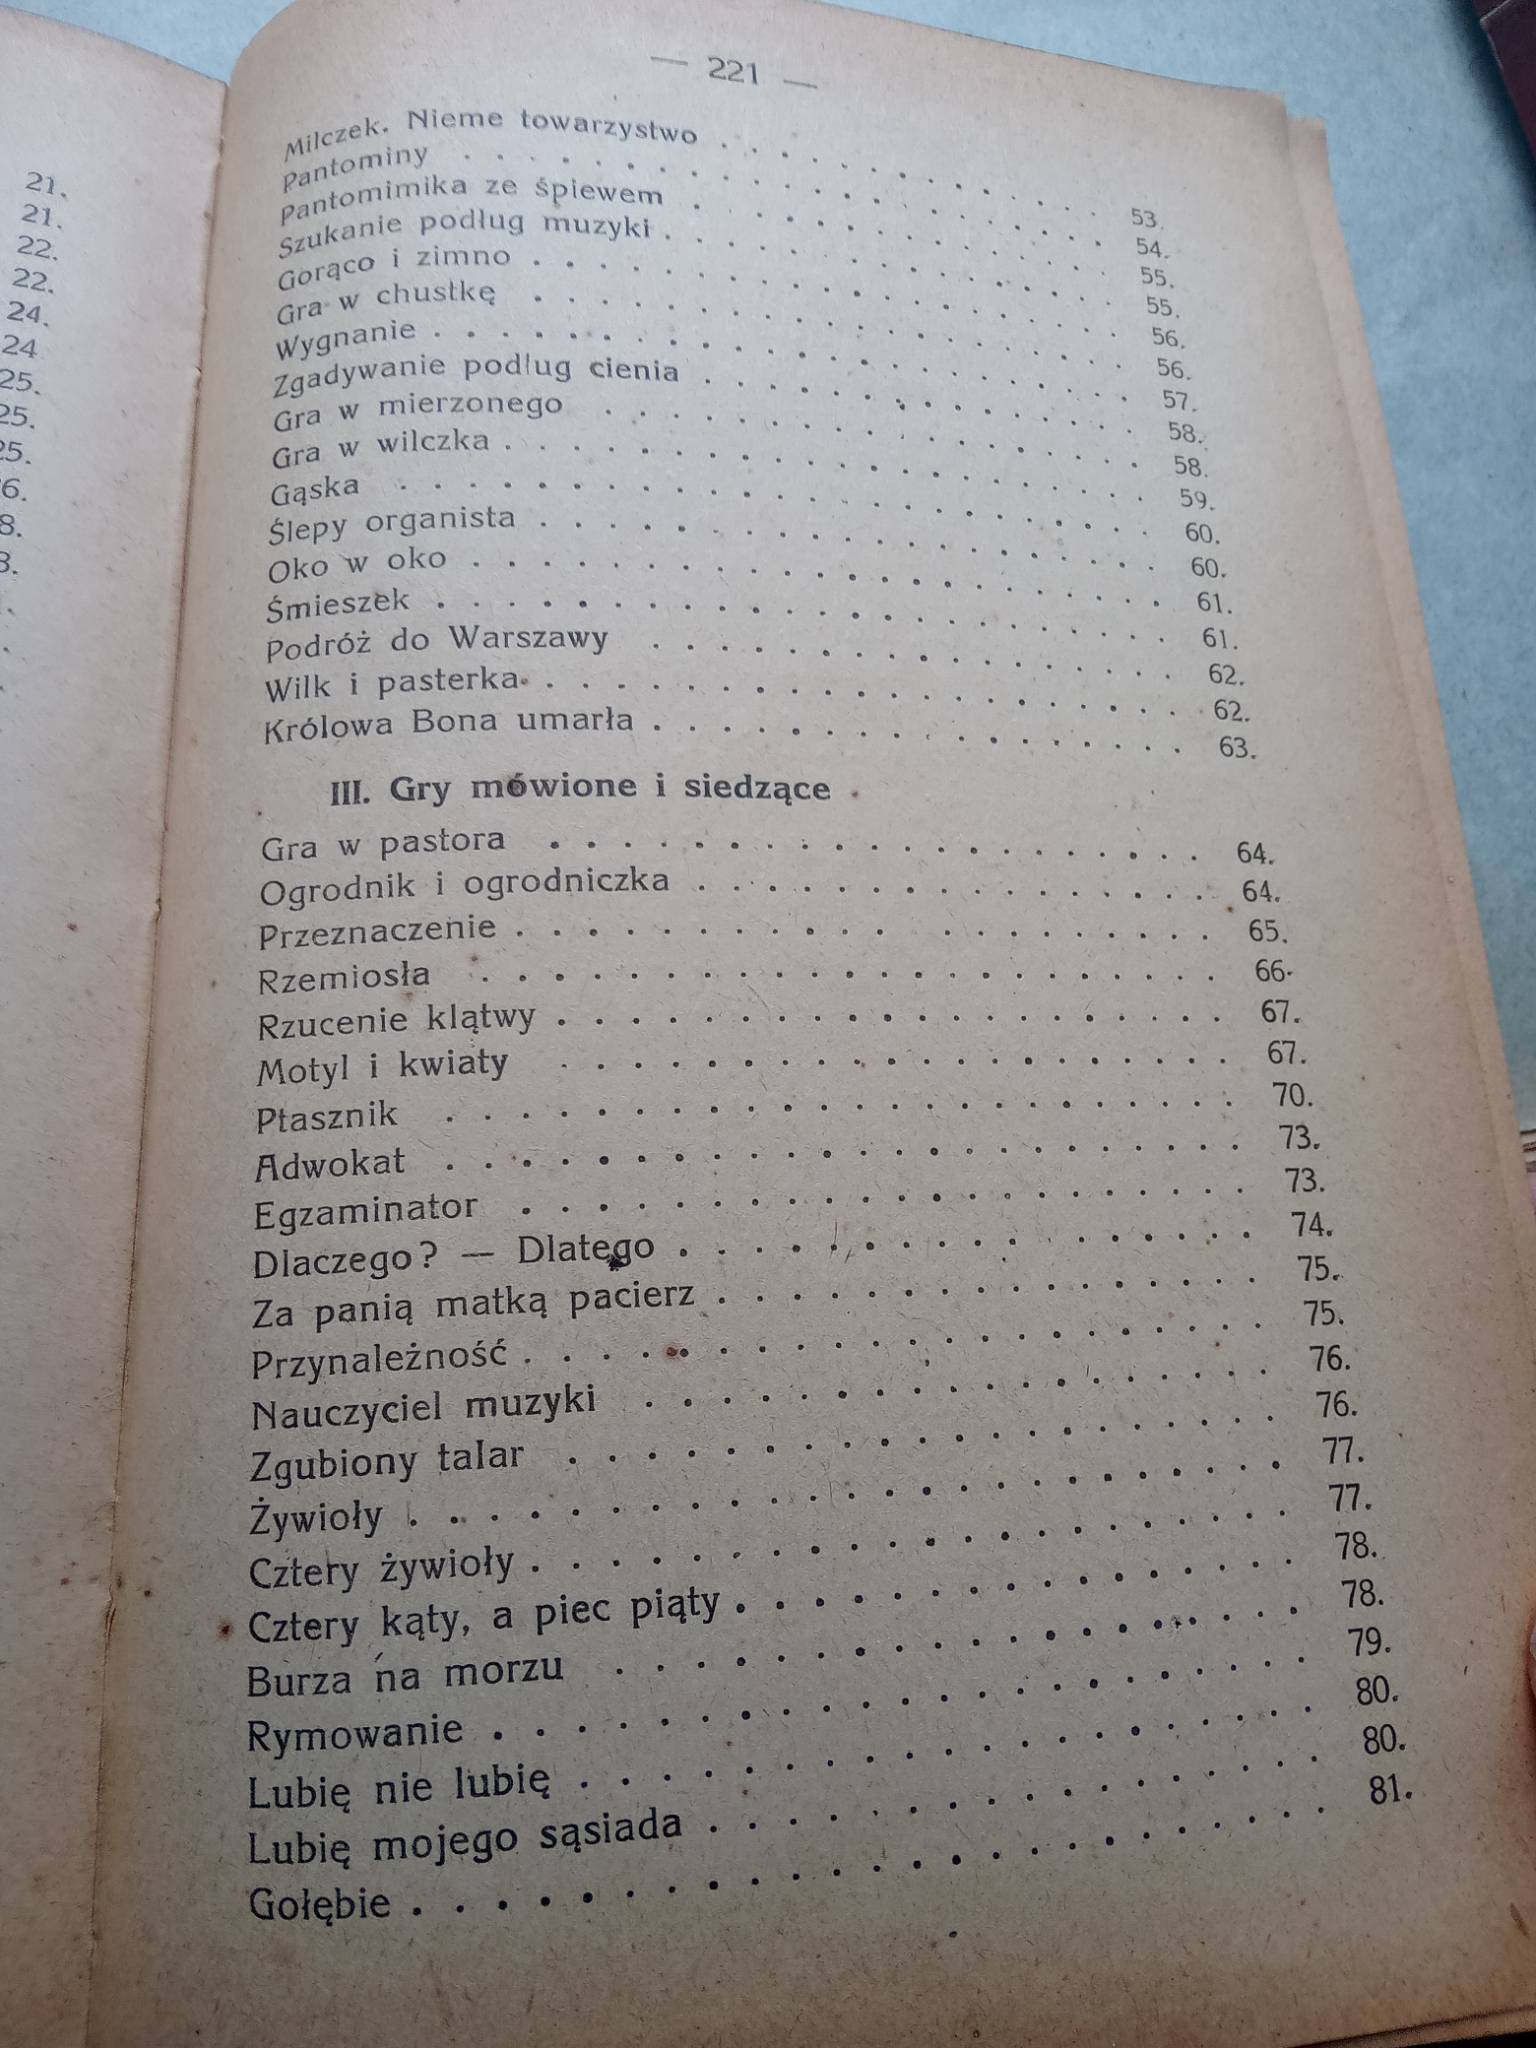 21.
21.
22.
22.
24.
24
25.
25.
— 221 —
Milczek. Nieme towarzystwo . . . . . . . . . . 53.
Pantominy . . . . . . . . . . 54.
Pantomimika ze śpiewem . . . . . . . . . . 55.
Szukanie podług muzyki . . . . . . . . . . 55.
Gorąco i zimno . . . . . . . . . . 56.
Gra w chustkę . . . . . . . . . . 56.
Wygnanie . . . . . . . . . . 57.
Zgadywanie podług cienia . . . . . . . . . . 58.
Gra w mierzonego . . . . . . . . . . 58.
Gra w wilczka . . . . . . . . . . 59.
Gąska . . . . . . . . . . 60.
Ślepy organista . . . . . . . . . . 60.
Oko w oko . . . . . . . . . . 61.
Śmieszek . . . . . . . . . . 61.
Podróż do Warszawy . . . . . . . . . . 62.
Wilk i pasterka . . . . . . . . . . 62.
Królowa Bona umarła . . . . . . . . . . 63.
III. Gry mówione i siedzące
Gra w pastora . . . . . . . . . . 64.
Ogrodnik i ogrodniczka . . . . . . . . . . 64.
Przeznaczenie . . . . . . . . . . 65.
Rzemiosła . . . . . . . . . . 66.
Rzucenie klątwy . . . . . . . . . . 67.
Motyl i kwiaty . . . . . . . . . . 67.
Ptasznik . . . . . . . . . . 70.
Adwokat . . . . . . . . . . 73.
Egzaminator . . . . . . . . . . 73.
Dlaczego? — Dlatego . . . . . . . . . . 74.
Za panią matką pacierz . . . . . . . . . . 75.
Przynależność . . . . . . . . . . 75.
Nauczyciel muzyki . . . . . . . . . . 76.
Zgubiony talar . . . . . . . . . . 76.
Żywioły . . . . . . . . . . 77.
Cztery żywioły . . . . . . . . . . 77.
Cztery kąty, a piec piąty . . . . . . . . . . 78.
Burza na morzu . . . . . . . . . . 78.
Rymowanie . . . . . . . . . . 79.
Lubię nie lubię . . . . . . . . . . 80.
Lubię mojego sąsiada . . . . . . . . . . 80.
Gołębie . . . . . . . . . . 81.